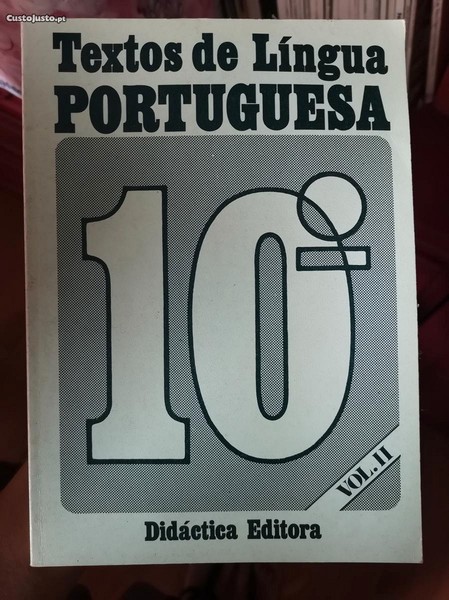 CustoJusto.pt
Textos de Língua
PORTUGUESA
10º
VOL. II
Didáctica Editora